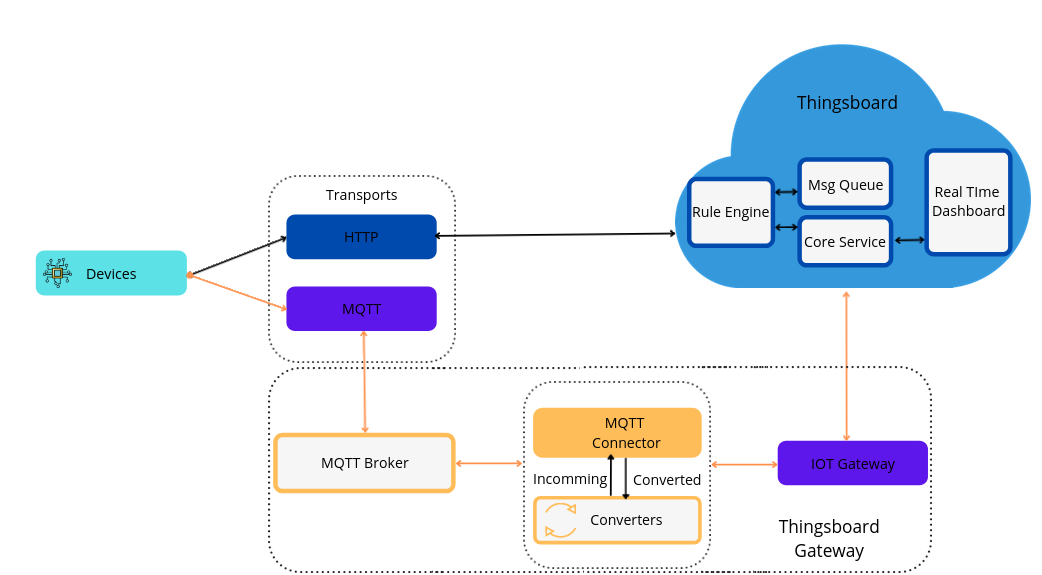 Thingsboard
Msg Queue
Real TIme
Dashboard
Rule Engine
Core Service
Transports
HTTP
Devices
MQTT
MQTT
Connector
MQTT Broker
IOT Gateway
Incomming
Converted
Converters
Thingsboard
Gateway